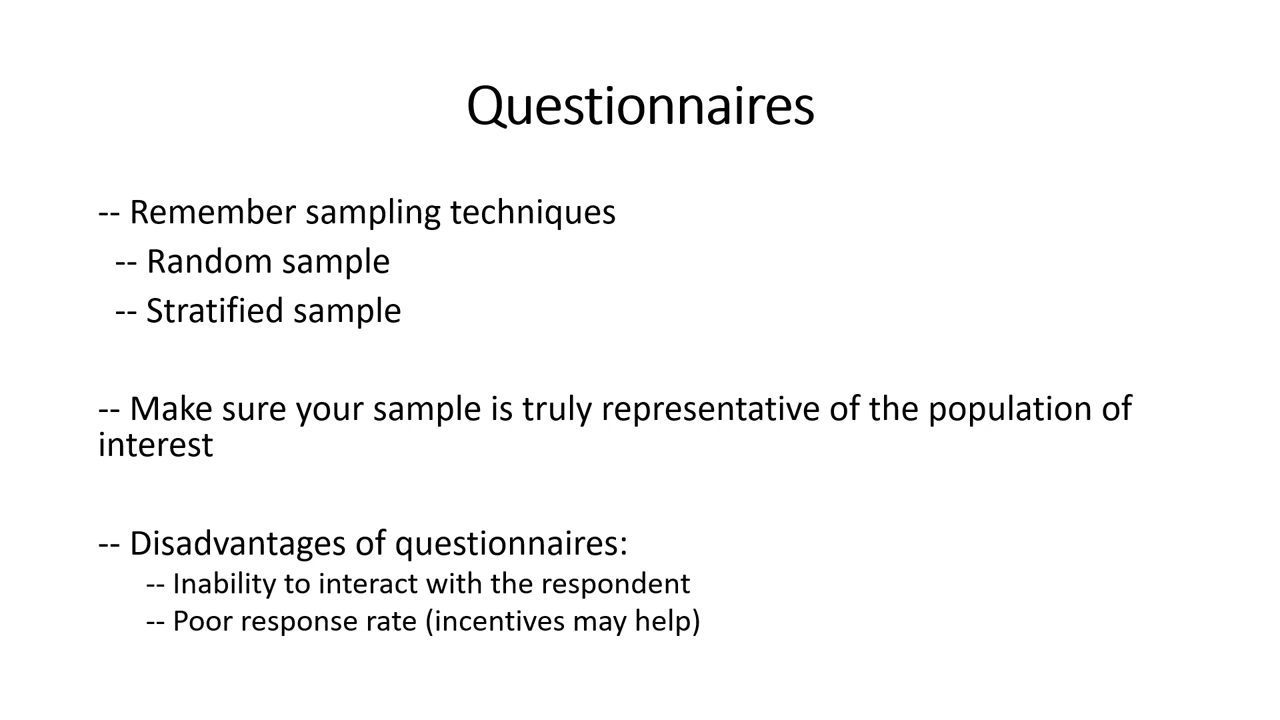 Questionnaires
-- Remember sampling techniques
-- Random sample
-- Stratified sample
-- Make sure your sample is truly representative of the population of
interest
-- Disadvantages of questionnaires:
-- Inability to interact with the respondent
-- Poor response rate (incentives may help)